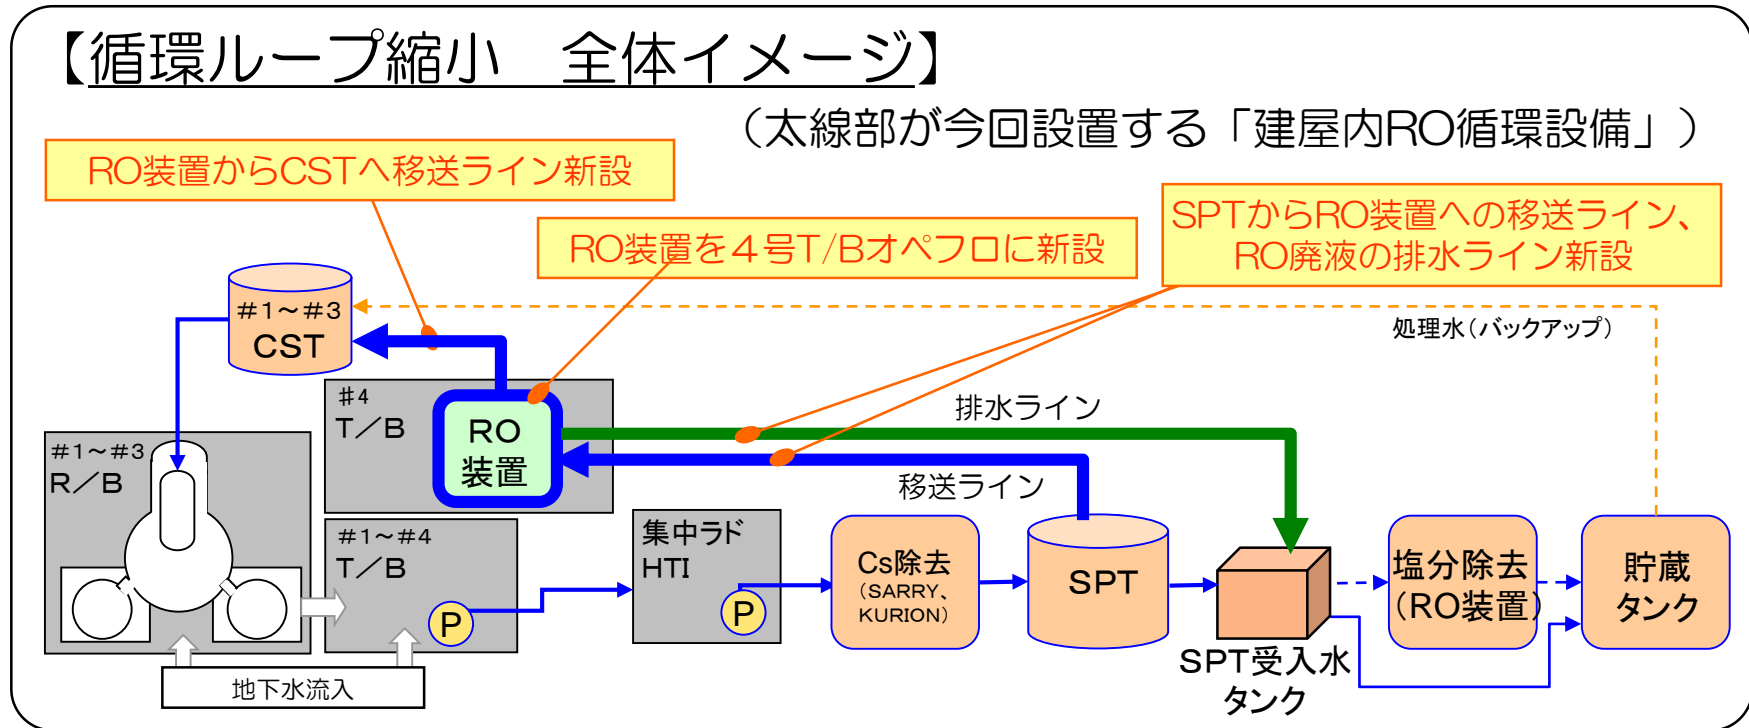 【循環ループ縮小　全体イメージ】
（太線部が今回設置する「建屋内RO循環設備」）
RO装置からCSTへ移送ライン新設
RO装置を４号T/Bオペフロに新設
SPTからRO装置への移送ライン、
RO廃液の排水ライン新設
#1～#3
CST
処理水（バックアップ）
#4
T／B
RO
装置
排水ライン
移送ライン
#1～#3
R／B
#1～#4
T／B
P
集中ラド
HTI
P
Cs除去
（SARRY、
KURION）
SPT
SPT受入水
タンク
塩分除去
（RO装置）
貯蔵
タンク
地下水流入